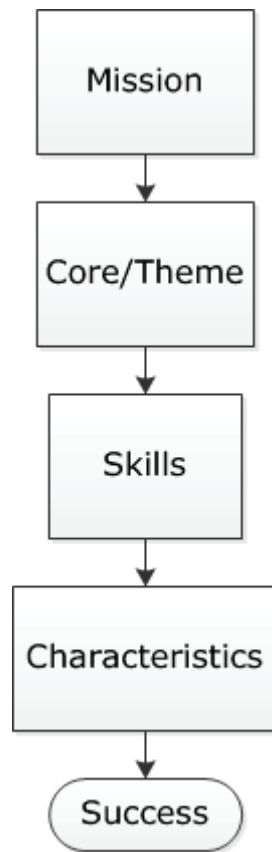 Mission
Core/Theme
Skills
Characteristics
Success